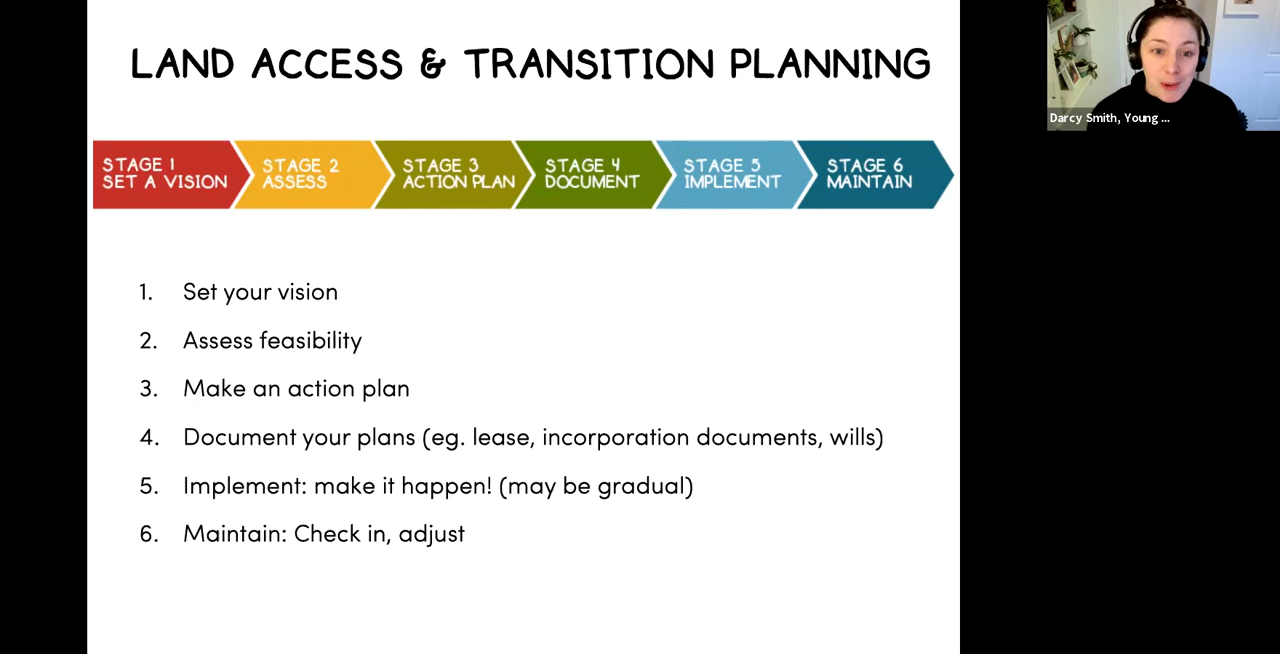 LAND ACCESS & TRANSITION PLANNING
STAGE 1
SET A VISION
STAGE 2
ASSESS
STAGE 3
ACTION PLAN
STAGE 4
DOCUMENT
STAGE 5
IMPLEMENT
STAGE 6
MAINTAIN
1. Set your vision
2. Assess feasibility
3. Make an action plan
4. Document your plans (eg. lease, incorporation documents, wills)
5. Implement: make it happen! (may be gradual)
6. Maintain: Check in, adjust
Darcy Smith, Young ...